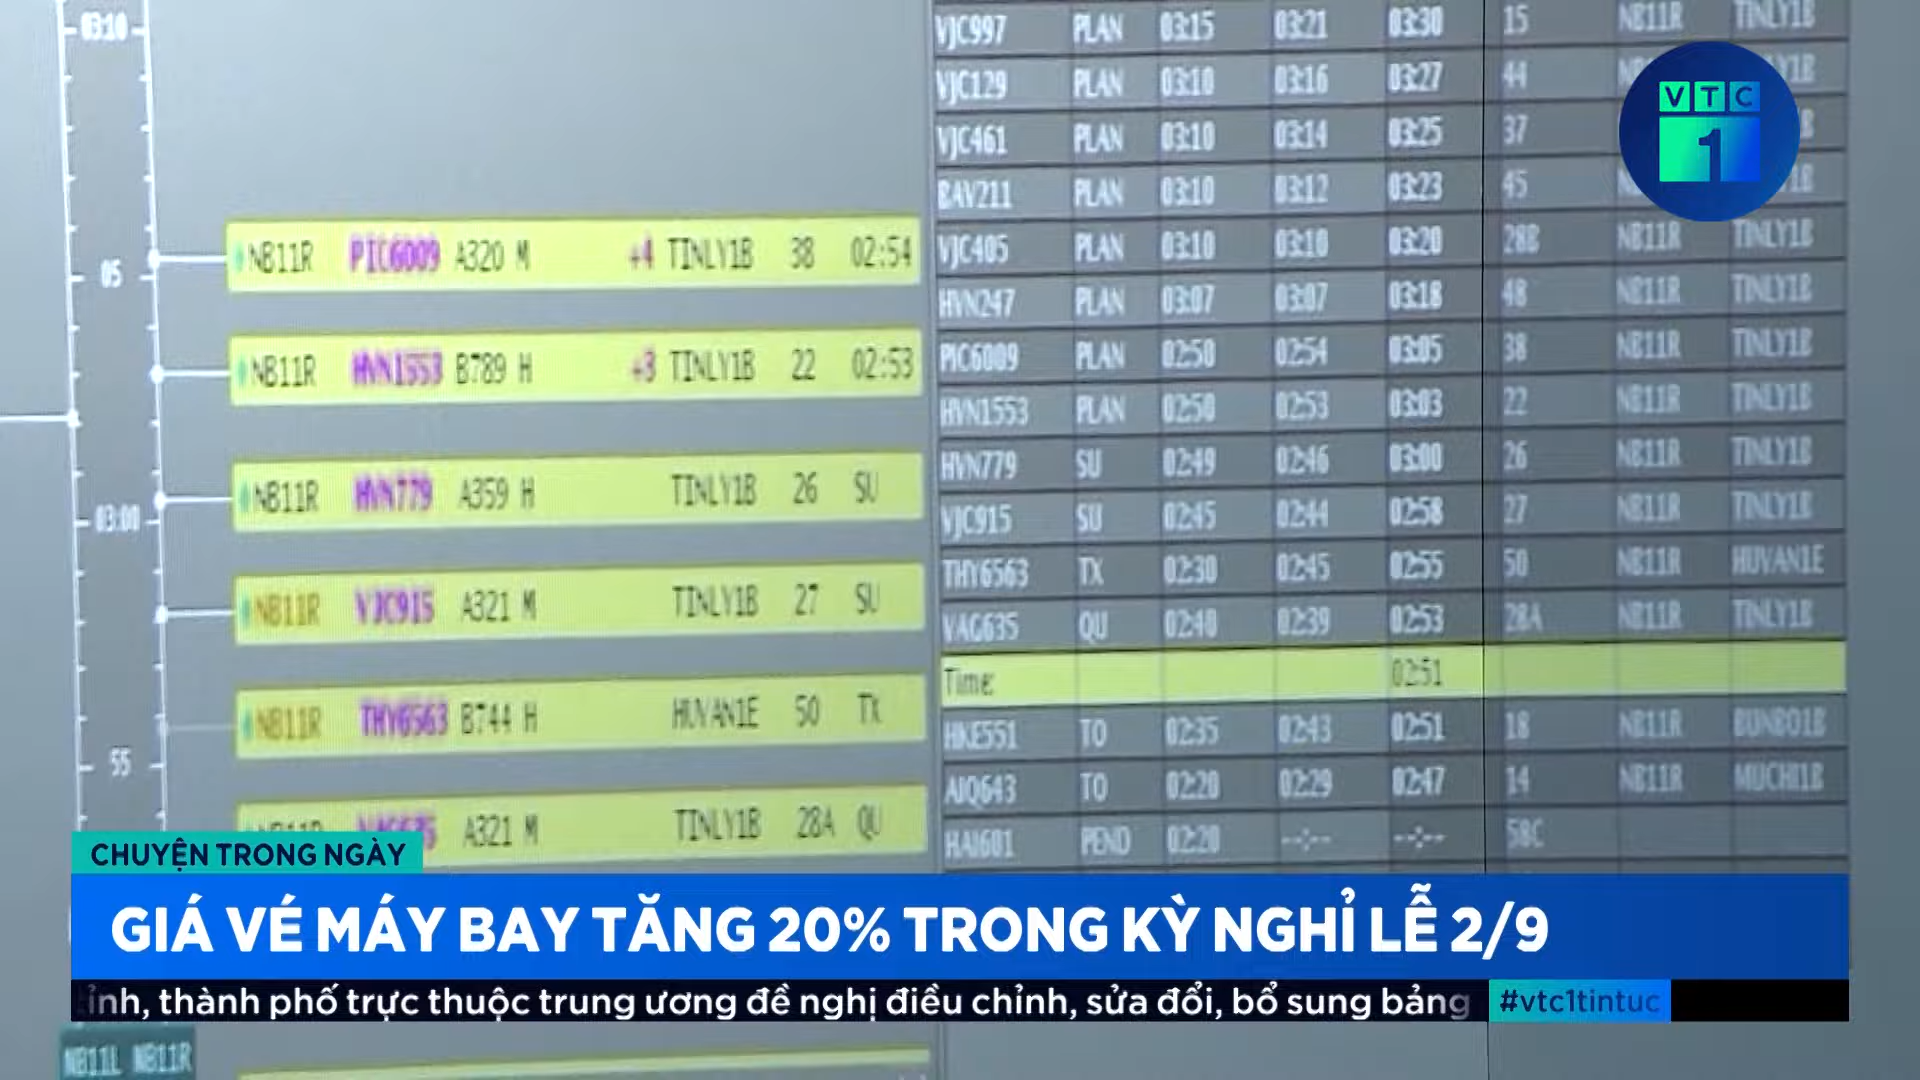 03:10
05
03:00
55
NB11R PIC6009 A320 M +4 TINLY1B 38 02:54
NB11R HVN1553 B789 H +3 TINLY1B 22 02:53
NB11R HVN779 A359 H TINLY1B 26 SU
NB11R VJC915 A321 M TINLY1B 27 SU
NB11R THY6563 B744 H HUVAN1E 50 TX
A321 M TINLY1B 28A QU
VJC997 PLAN 03:15 03:21 03:30 15 NB11R TINLY1B
VJC129 PLAN 03:10 03:16 03:27 44
VJC461 PLAN 03:10 03:14 03:25 37
BAV211 PLAN 03:10 03:12 03:23 45
VJC405 PLAN 03:10 03:10 03:20 28B NB11R TINLY1B
HVN247 PLAN 03:07 03:07 03:18 48 NB11R TINLY1B
PIC6009 PLAN 02:50 02:54 03:05 38 NB11R TINLY1B
HVN1553 PLAN 02:50 02:53 03:03 22 NB11R TINLY1B
HVN779 SU 02:49 02:46 03:00 26 NB11R TINLY1B
VJC915 SU 02:45 02:44 02:58 27 NB11R TINLY1B
THY6563 TX 02:30 02:45 02:55 50 NB11R HUVAN1E
VAG635 QU 02:40 02:39 02:53 28A NB11R TINLY1B
Time: 02:51
HKE551 TO 02:35 02:43 02:51 18 NB11R BUNBO1B
AIQ643 TO 02:20 02:29 02:47 14 NB11R MUCHI1B
HAI601 PEND 02:20 --:-- --:-- 58C
VTC
1
CHUYỆN TRONG NGÀY
GIÁ VÉ MÁY BAY TĂNG 20% TRONG KỲ NGHỈ LỄ 2/9
ỉnh, thành phố trực thuộc trung ương đề nghị điều chỉnh, sửa đổi, bổ sung bảng
#vtc1tintuc
NB11L NB11R